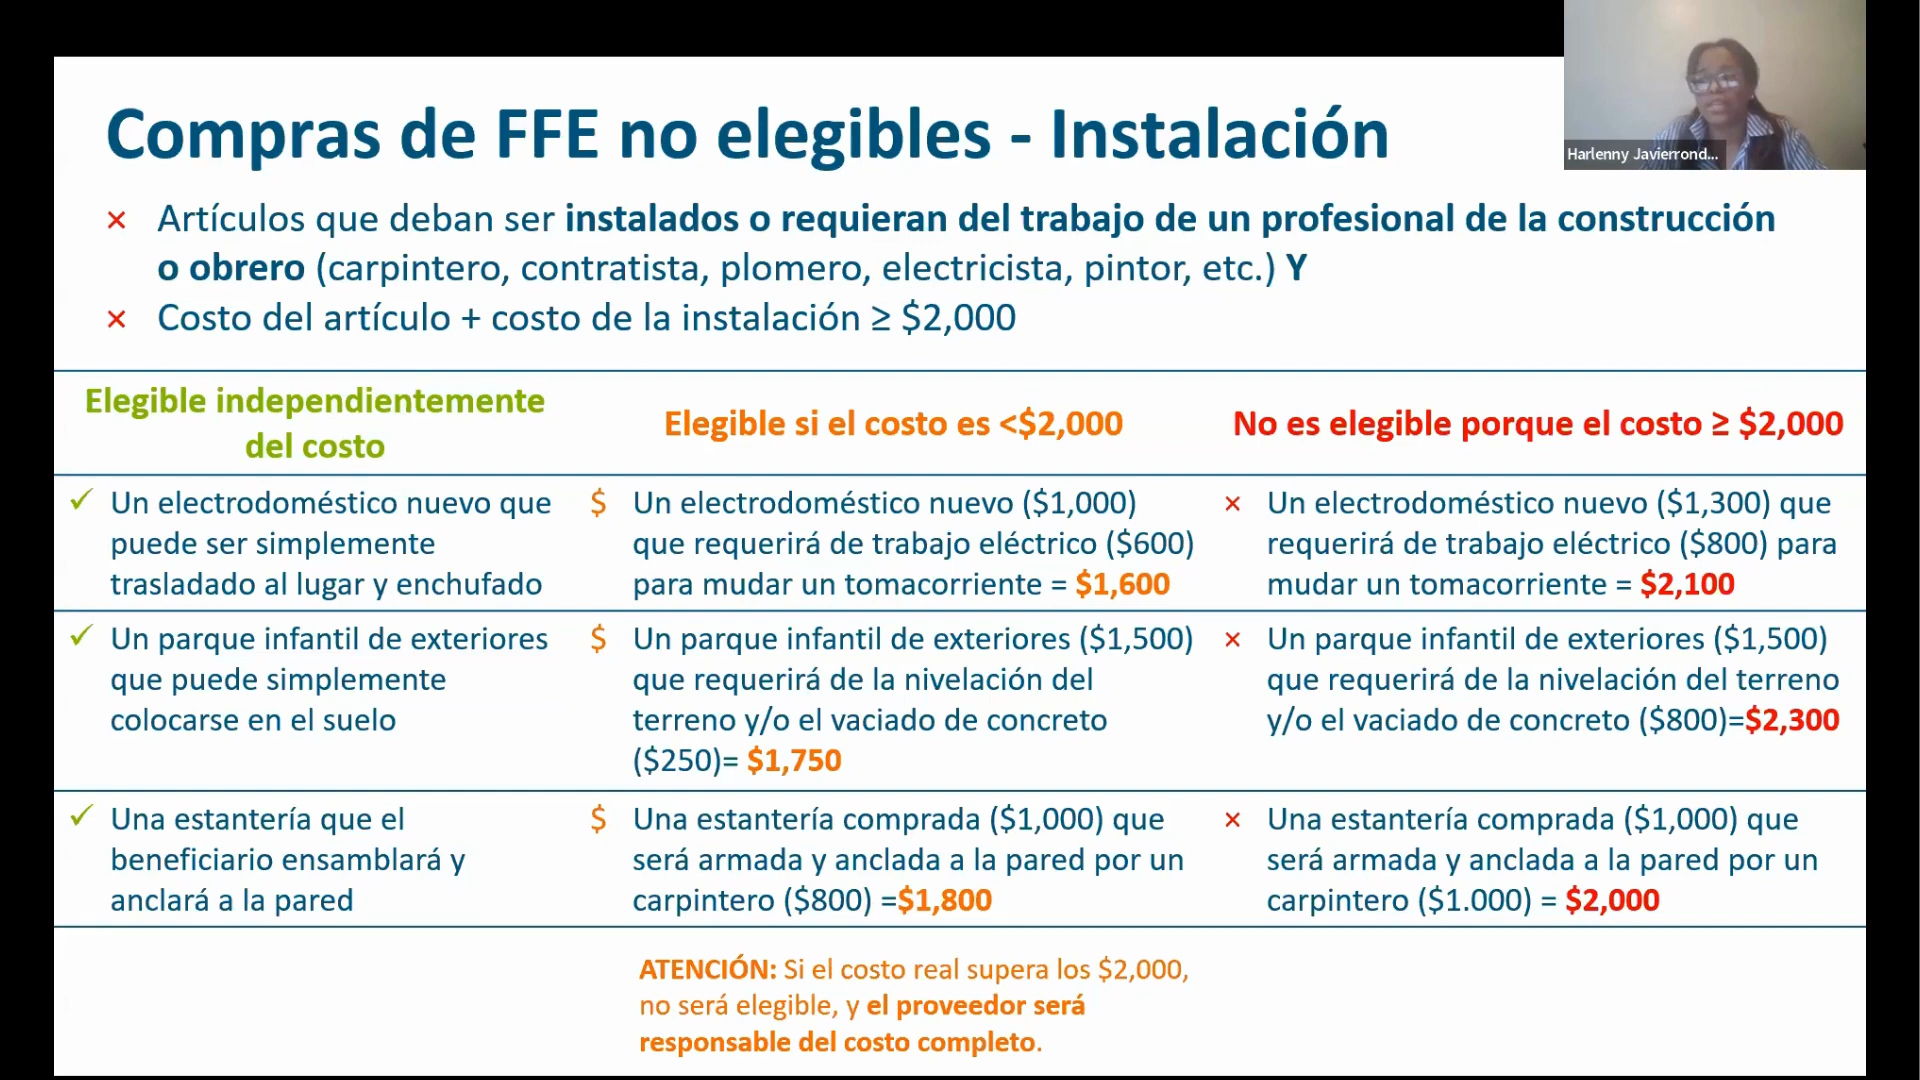 Compras de FFE no elegibles - Instalación
Harlenny Javierrond...
× Artículos que deban ser instalados o requieran del trabajo de un profesional de la construcción
o obrero (carpintero, contratista, plomero, electricista, pintor, etc.) Y
× Costo del artículo + costo de la instalación ≥ $2,000
Elegible independientemente
del costo
Elegible si el costo es <$2,000
No es elegible porque el costo ≥ $2,000
✓ Un electrodoméstico nuevo que
puede ser simplemente
trasladado al lugar y enchufado
$ Un electrodoméstico nuevo ($1,000)
que requerirá de trabajo eléctrico ($600)
para mudar un tomacorriente = $1,600
× Un electrodoméstico nuevo ($1,300) que
requerirá de trabajo eléctrico ($800) para
mudar un tomacorriente = $2,100
✓ Un parque infantil de exteriores
que puede simplemente
colocarse en el suelo
$ Un parque infantil de exteriores ($1,500)
que requerirá de la nivelación del
terreno y/o el vaciado de concreto
($250)= $1,750
× Un parque infantil de exteriores ($1,500)
que requerirá de la nivelación del terreno
y/o el vaciado de concreto ($800)=$2,300
✓ Una estantería que el
beneficiario ensamblará y
anclará a la pared
$ Una estantería comprada ($1,000) que
será armada y anclada a la pared por un
carpintero ($800) =$1,800
× Una estantería comprada ($1,000) que
será armada y anclada a la pared por un
carpintero ($1.000) = $2,000
ATENCIÓN: Si el costo real supera los $2,000,
no será elegible, y el proveedor será
responsable del costo completo.